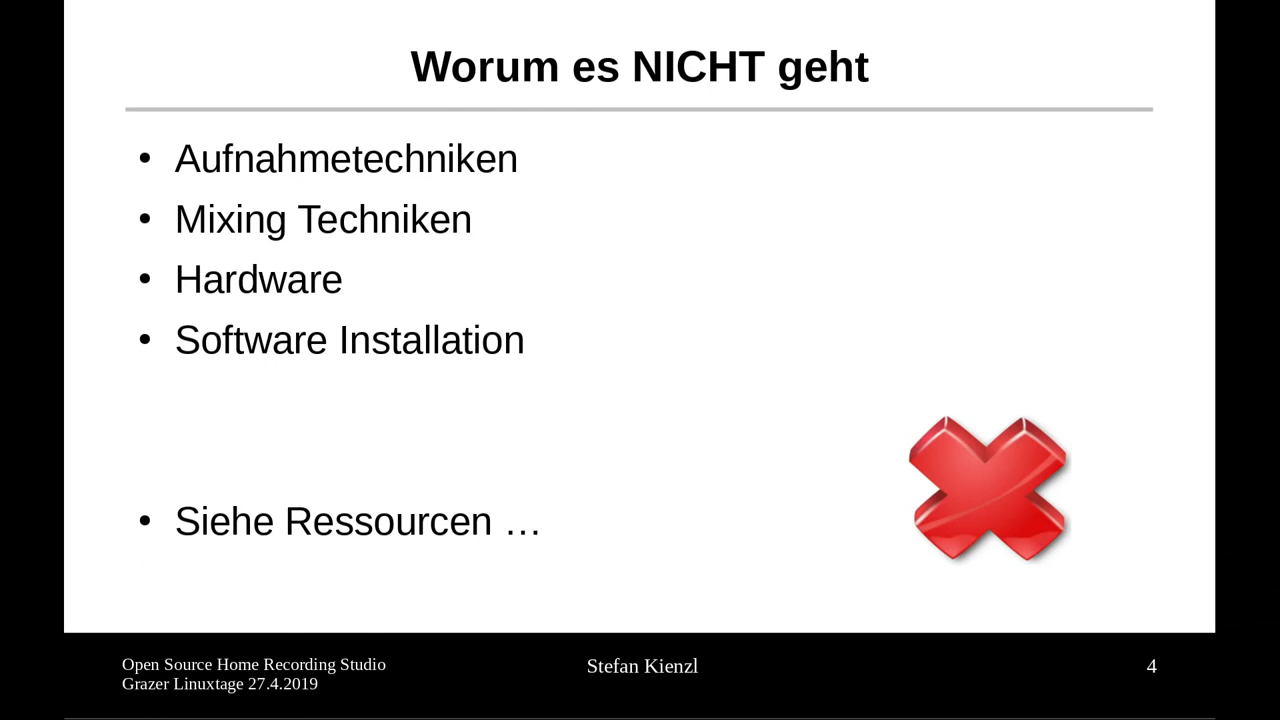 Worum es NICHT geht
• Aufnahmetechniken
• Mixing Techniken
• Hardware
• Software Installation
• Siehe Ressourcen …
Open Source Home Recording Studio
Grazer Linuxtage 27.4.2019
Stefan Kienzl
4